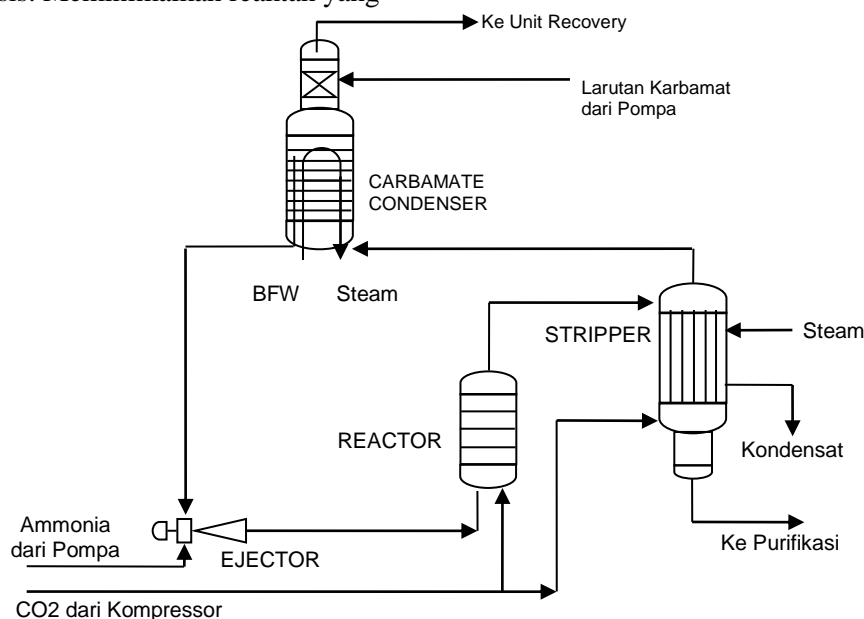 Ke Unit Recovery
Larutan Karbamat
dari Pompa
CARBAMATE
CONDENSER
BFW
Steam
STRIPPER
Steam
REACTOR
Kondensat
Ammonia
dari Pompa
EJECTOR
Ke Purifikasi
CO2 dari Kompressor